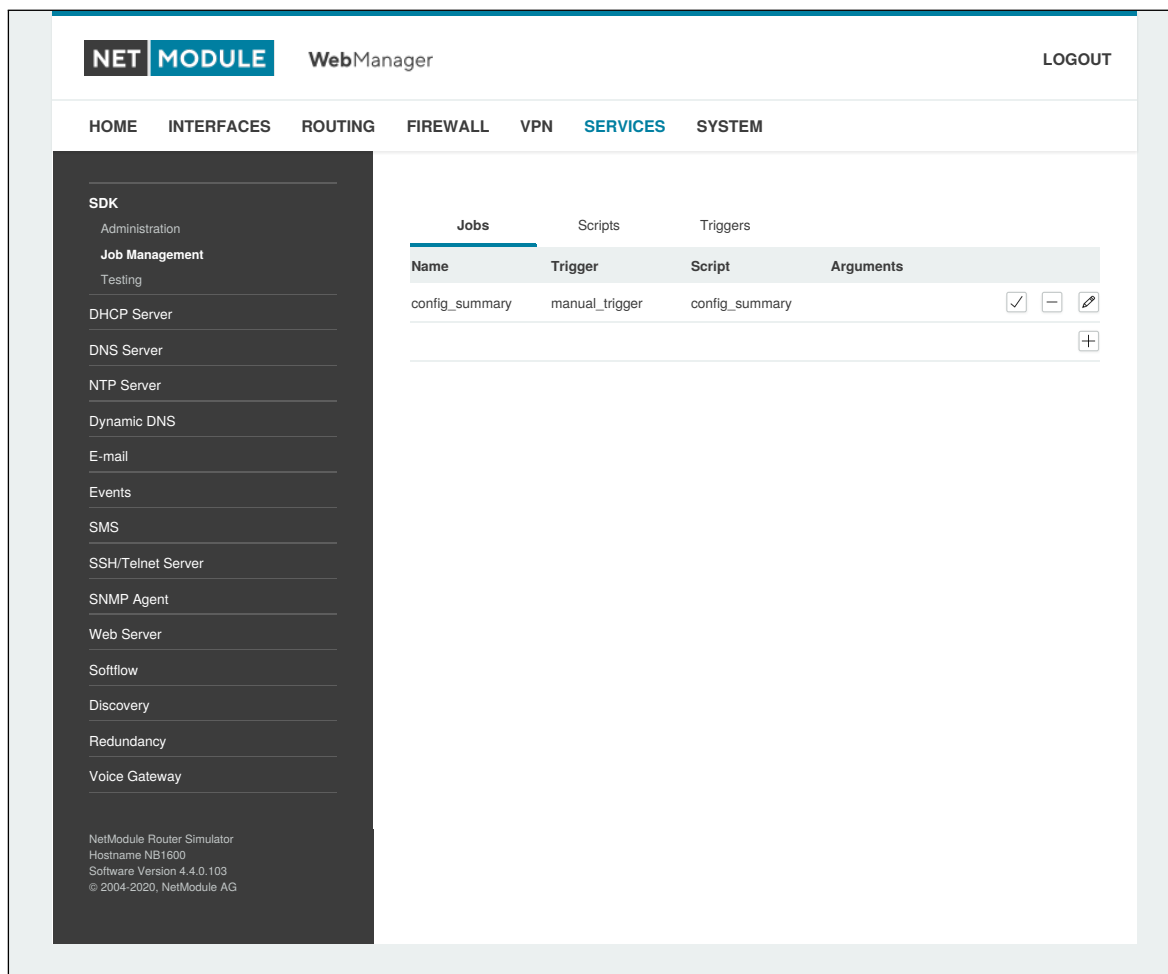 NET MODULE WebManager LOGOUT
HOME INTERFACES ROUTING FIREWALL VPN SERVICES SYSTEM
SDK
Administration
Job Management
Testing
DHCP Server
DNS Server
NTP Server
Dynamic DNS
E-mail
Events
SMS
SSH/Telnet Server
SNMP Agent
Web Server
Softflow
Discovery
Redundancy
Voice Gateway
NetModule Router Simulator
Hostname NB1600
Software Version 4.4.0.103
© 2004-2020, NetModule AG
Jobs Scripts Triggers
Name Trigger Script Arguments
config_summary manual_trigger config_summary